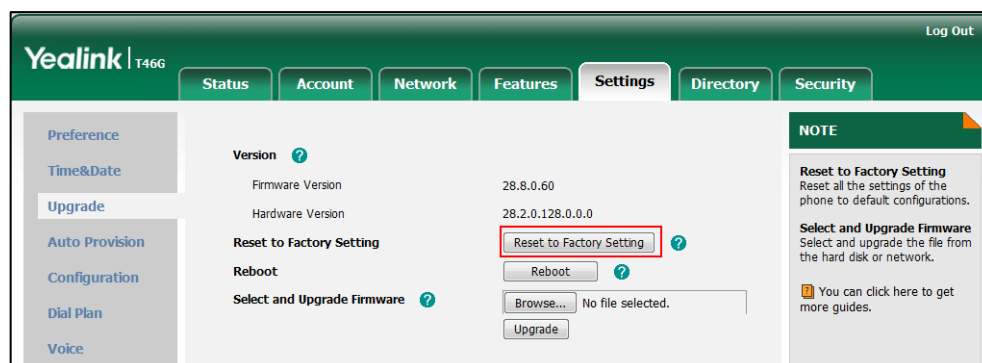 Log Out
Yealink | T46G
Status Account Network Features Settings Directory Security
Preference
Time&Date
Upgrade
Auto Provision
Configuration
Dial Plan
Voice
Version ?
Firmware Version 28.8.0.60
Hardware Version 28.2.0.128.0.0.0
Reset to Factory Setting Reset to Factory Setting ?
Reboot Reboot ?
Select and Upgrade Firmware ? Browse... No file selected.
Upgrade
NOTE
Reset to Factory Setting
Reset all the settings of the
phone to default configurations.
Select and Upgrade Firmware
Select and upgrade the file from
the hard disk or network.
? You can click here to get
more guides.